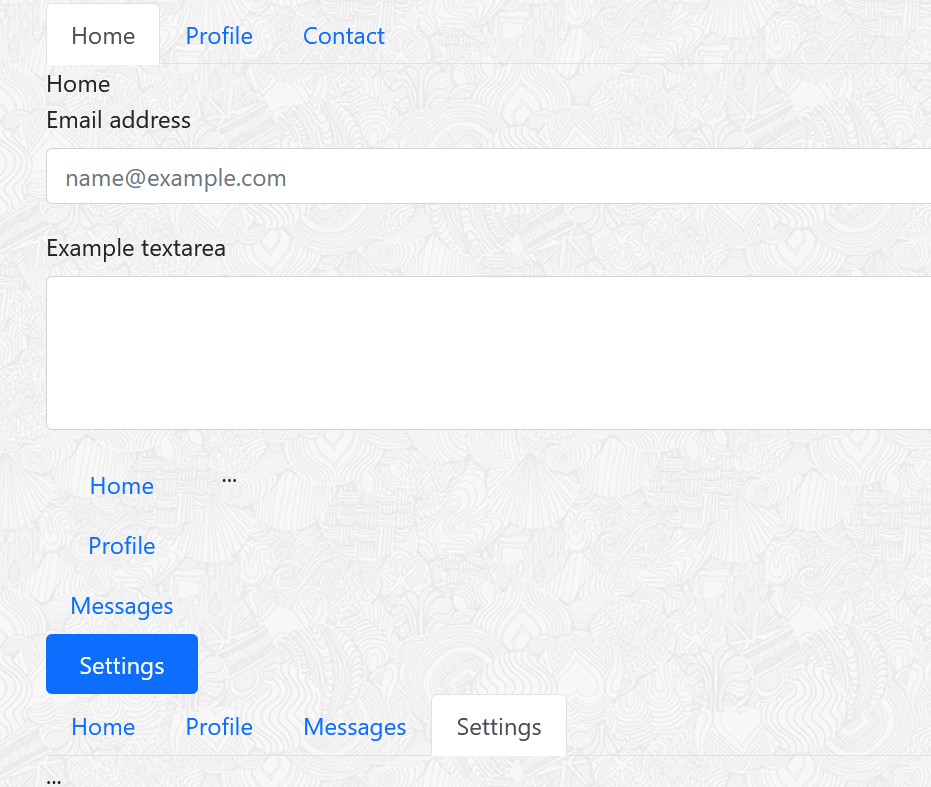 Home Profile Contact
Home
Email address
name@example.com
Example textarea
Home ...
Profile
Messages
Settings
Home Profile Messages Settings
...